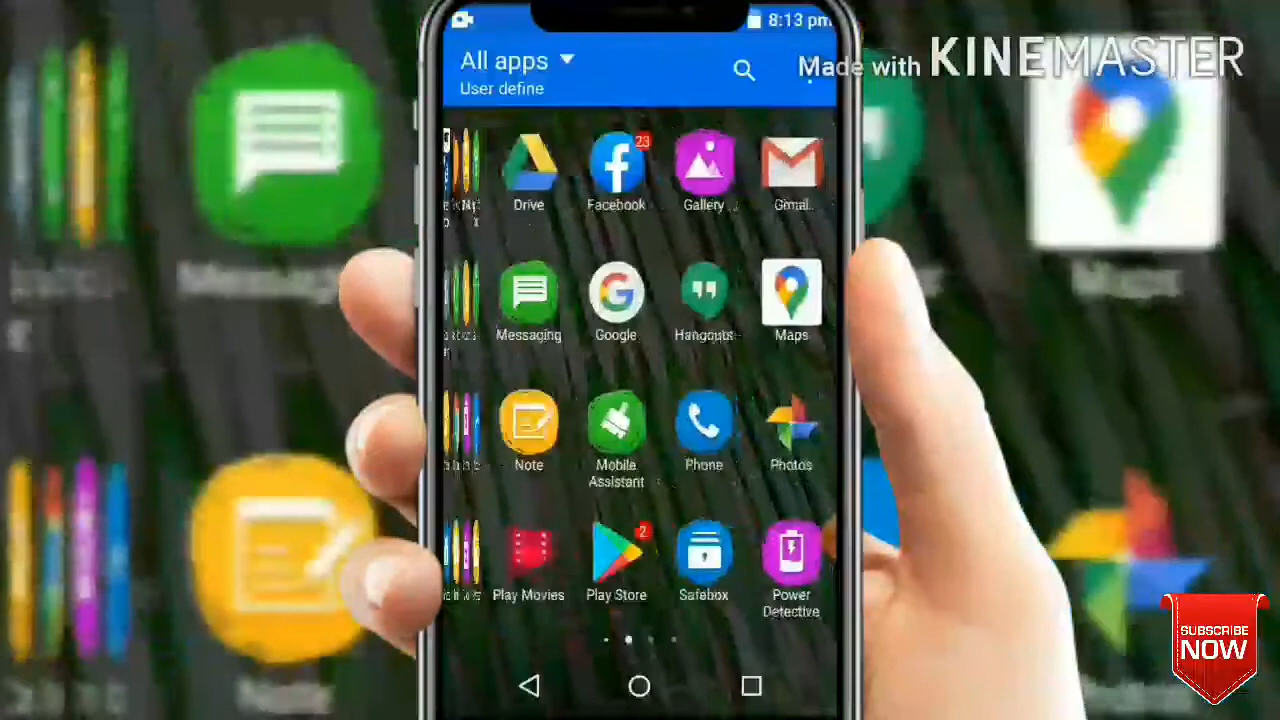 8:13 pm
All apps
User define
Made with KINEMASTER
23
Drive
Facebook
Gallery
Gmail
Messaging
Google
Hangouts
Maps
Note
Mobile
Assistant
Phone
Photos
2
Play Movies
Play Store
Safebox
Power
Detective
SUBSCRIBE
NOW